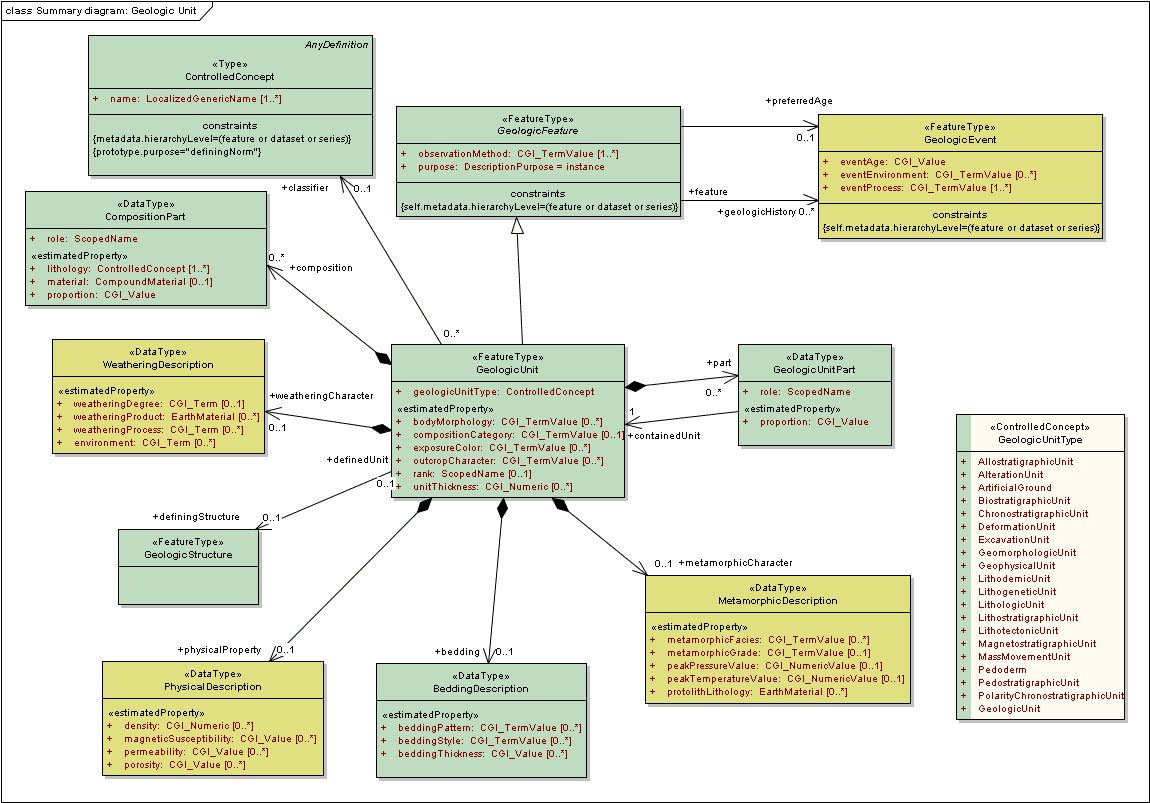 class Summary diagram: Geologic Unit
AnyDefinition
«Type»
ControlledConcept
+ name: LocalizedGenericName [1..*]
constraints
{metadata.hierarchyLevel=(feature or dataset or series)}
{prototype.purpose="definingNorm"}
«FeatureType»
GeologicFeature
+ observationMethod: CGI_TermValue [1..*]
+ purpose: DescriptionPurpose = instance
constraints
{self.metadata.hierarchyLevel=(feature or dataset or series)}
+preferredAge
0..1
+feature
+geologicHistory 0..*
«FeatureType»
GeologicEvent
+ eventAge: CGI_Value
+ eventEnvironment: CGI_TermValue [0..*]
+ eventProcess: CGI_TermValue [1..*]
constraints
{self.metadata.hierarchyLevel=(feature or dataset or series)}
+classifier
0..1
0..*
«DataType»
CompositionPart
+ role: ScopedName
«estimatedProperty»
+ lithology: ControlledConcept [1..*]
+ material: CompoundMaterial [0..1]
+ proportion: CGI_Value
0..*
+composition
«DataType»
WeatheringDescription
«estimatedProperty»
+ weatheringDegree: CGI_Term [0..1]
+ weatheringProduct: EarthMaterial [0..*]
+ weatheringProcess: CGI_Term [0..*]
+ environment: CGI_Term [0..*]
+weatheringCharacter
0..1
«FeatureType»
GeologicUnit
+ geologicUnitType: ControlledConcept
«estimatedProperty»
+ bodyMorphology: CGI_TermValue [0..*]
+ compositionCategory: CGI_TermValue [0..1]
+ exposureColor: CGI_TermValue [0..*]
+ outcropCharacter: CGI_TermValue [0..*]
+ rank: ScopedName [0..1]
+ unitThickness: CGI_Numeric [0..*]
+part
0..*
1
+containedUnit
«DataType»
GeologicUnitPart
+ role: ScopedName
«estimatedProperty»
+ proportion: CGI_Value
+definedUnit
0..1
+definingStructure
0..1
«FeatureType»
GeologicStructure
«ControlledConcept»
GeologicUnitType
+ AllostratigraphicUnit
+ AlterationUnit
+ ArtificialGround
+ BiostratigraphicUnit
+ ChronostratigraphicUnit
+ DeformationUnit
+ ExcavationUnit
+ GeomorphologicUnit
+ GeophysicalUnit
+ LithodemicUnit
+ LithogeneticUnit
+ LithologicUnit
+ LithostratigraphicUnit
+ LithotectonicUnit
+ MagnetostratigraphicUnit
+ MassMovementUnit
+ Pedoderm
+ PedostratigraphicUnit
+ PolarityChronostratigraphicUnit
+ GeologicUnit
0..1 +metamorphicCharacter
«DataType»
MetamorphicDescription
«estimatedProperty»
+ metamorphicFacies: CGI_TermValue [0..*]
+ metamorphicGrade: CGI_TermValue [0..1]
+ peakPressureValue: CGI_NumericValue [0..1]
+ peakTemperatureValue: CGI_NumericValue [0..1]
+ protolithLithology: EarthMaterial [0..*]
+physicalProperty
0..1
«DataType»
PhysicalDescription
«estimatedProperty»
+ density: CGI_Numeric [0..*]
+ magneticSusceptibility: CGI_Value [0..*]
+ permeability: CGI_Value [0..*]
+ porosity: CGI_Value [0..*]
+bedding
0..1
«DataType»
BeddingDescription
«estimatedProperty»
+ beddingPattern: CGI_TermValue [0..*]
+ beddingStyle: CGI_TermValue [0..*]
+ beddingThickness: CGI_Value [0..*]